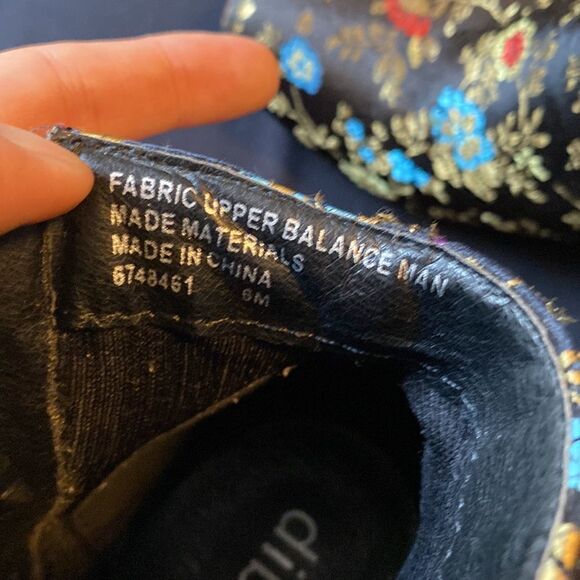 FABRIC UPPER BALANCE MAN
MADE MATERIALS
MADE IN CHINA
6748461 6M